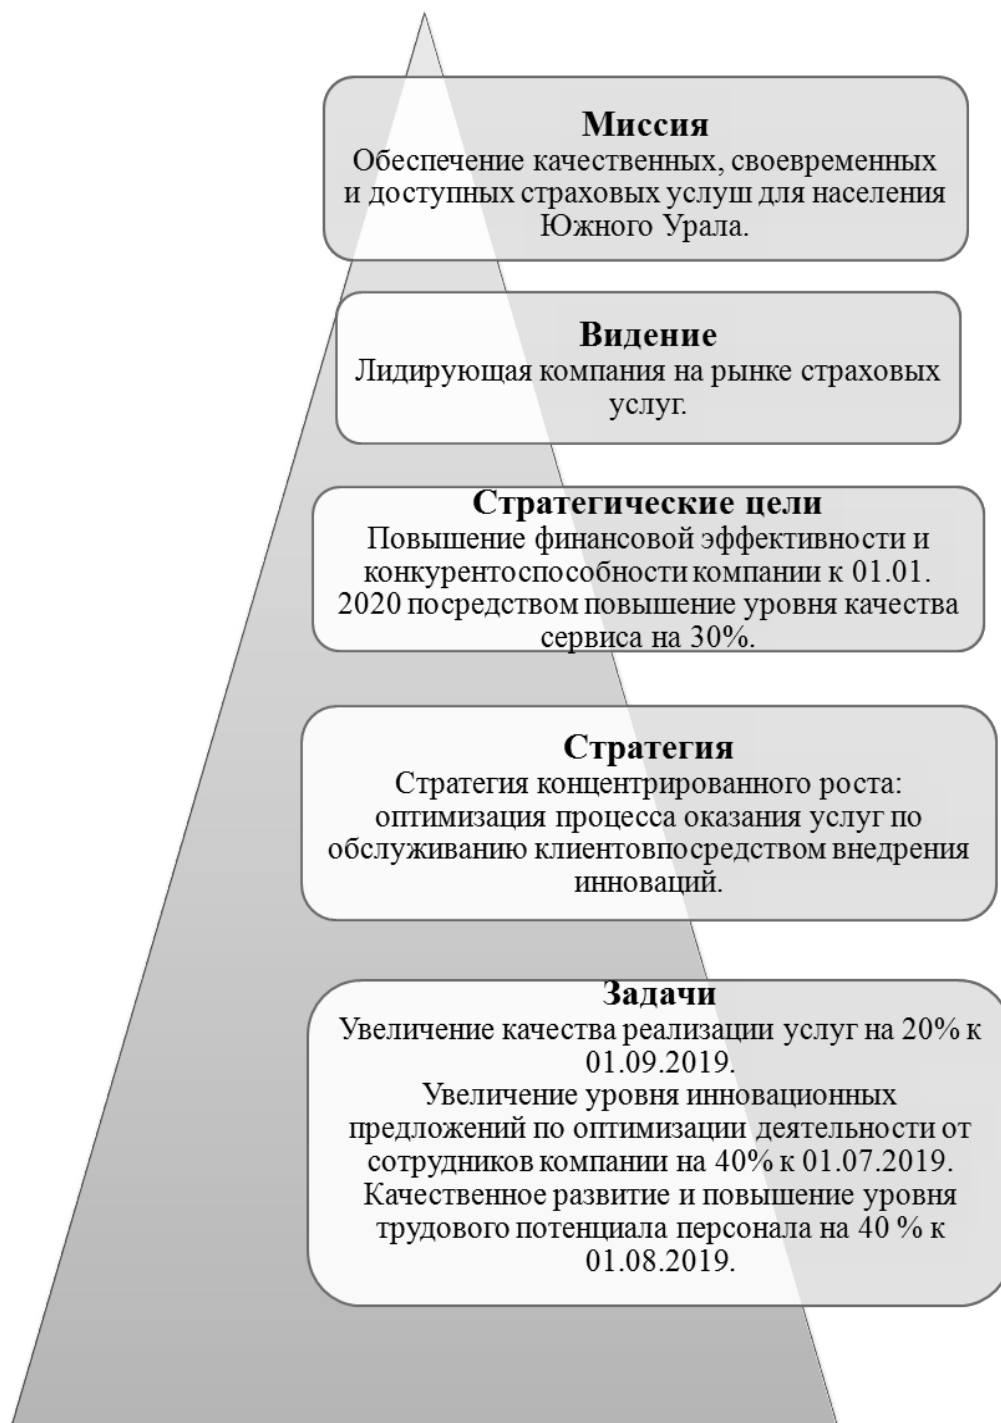 Миссия
Обеспечение качественных, своевременных
и доступных страховых услуш для населения
Южного Урала.
Видение
Лидирующая компания на рынке страховых
услуг.
Стратегические цели
Повышение финансовой эффективности и
конкурентоспособности компании к 01.01.
2020 посредством повышение уровня качества
сервиса на 30%.
Стратегия
Стратегия концентрированного роста:
оптимизация процесса оказания услуг по
обслуживанию клиентовпосредством внедрения
инноваций.
Задачи
Увеличение качества реализации услуг на 20% к
01.09.2019.
Увеличение уровня инновационных
предложений по оптимизации деятельности от
сотрудников компании на 40% к 01.07.2019.
Качественное развитие и повышение уровня
трудового потенциала персонала на 40 % к
01.08.2019.